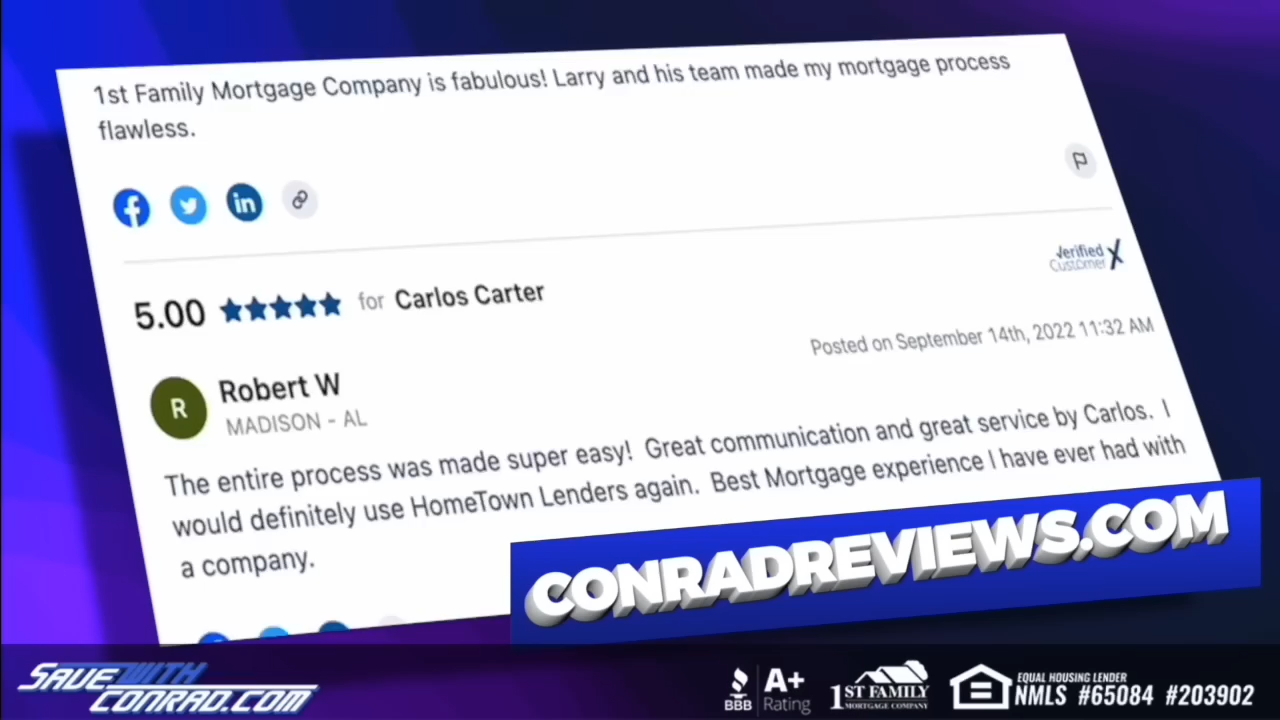 1st Family Mortgage Company is fabulous! Larry and his team made my mortgage process
flawless.
Verified
Customer X
5.00 for Carlos Carter
Posted on September 14th, 2022 11:32 AM
R
Robert W
MADISON - AL
The entire process was made super easy!  Great communication and great service by Carlos.  I
would definitely use HomeTown Lenders again.  Best Mortgage experience I have ever had with
a company.
CONRADREVIEWS.COM
SAVE WITH
CONRAD.COM
BBB
A+
Rating
1ST FAMILY
MORTGAGE COMPANY
EQUAL HOUSING LENDER
NMLS #65084 #203902